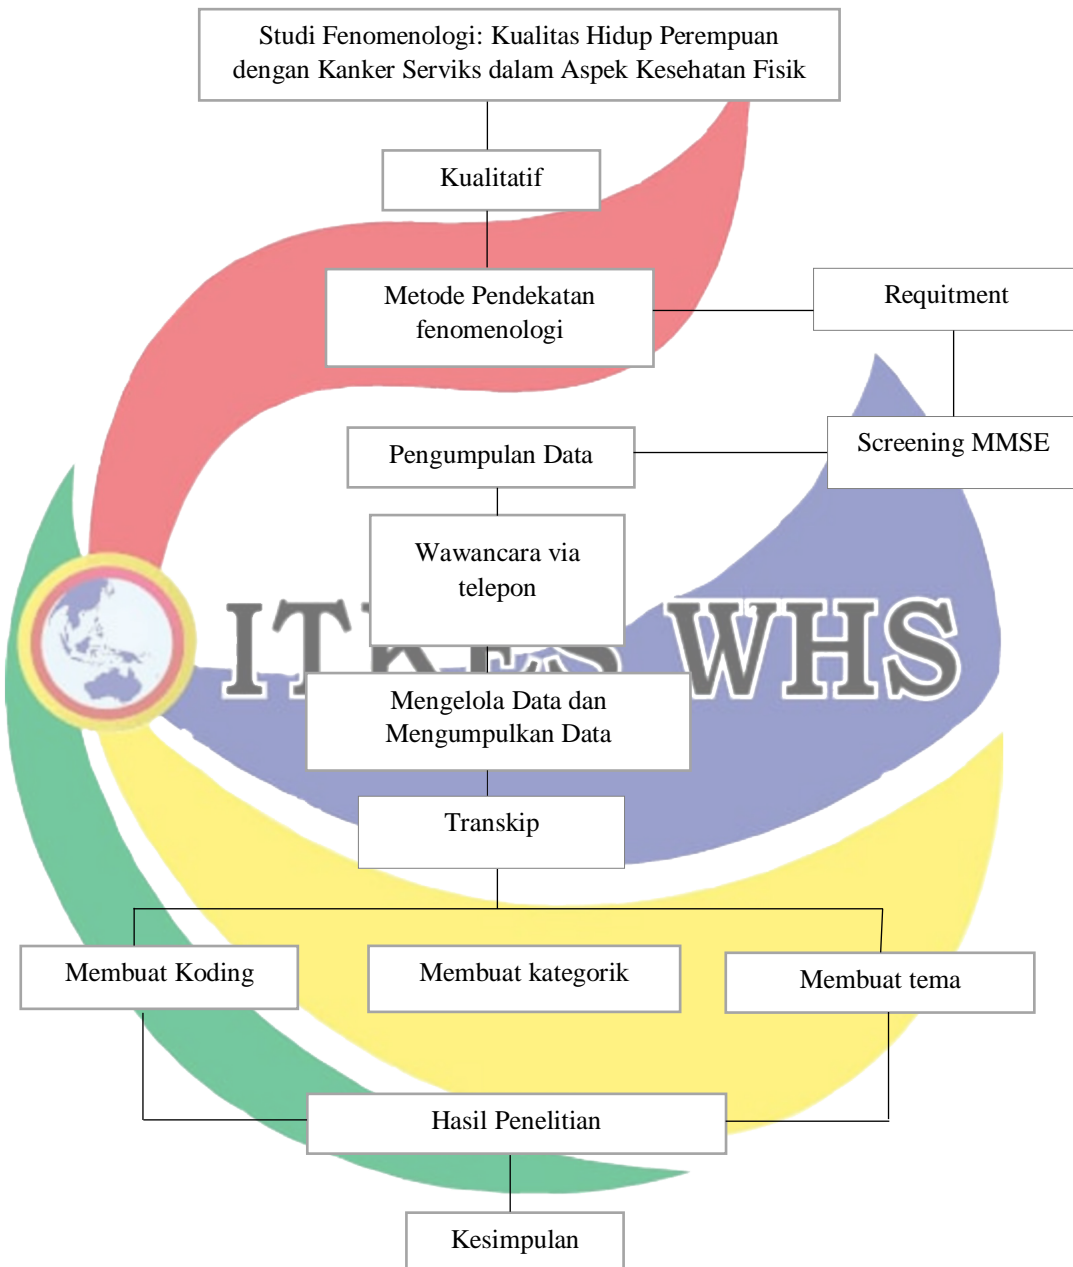 Studi Fenomenologi: Kualitas Hidup Perempuan
dengan Kanker Serviks dalam Aspek Kesehatan Fisik
Kualitatif
Metode Pendekatan
fenomenologi
Requitment
Screening MMSE
Pengumpulan Data
Wawancara via
telepon
ITKES WHS
Mengelola Data dan
Mengumpulkan Data
Transkip
Membuat Koding
Membuat kategorik
Membuat tema
Hasil Penelitian
Kesimpulan